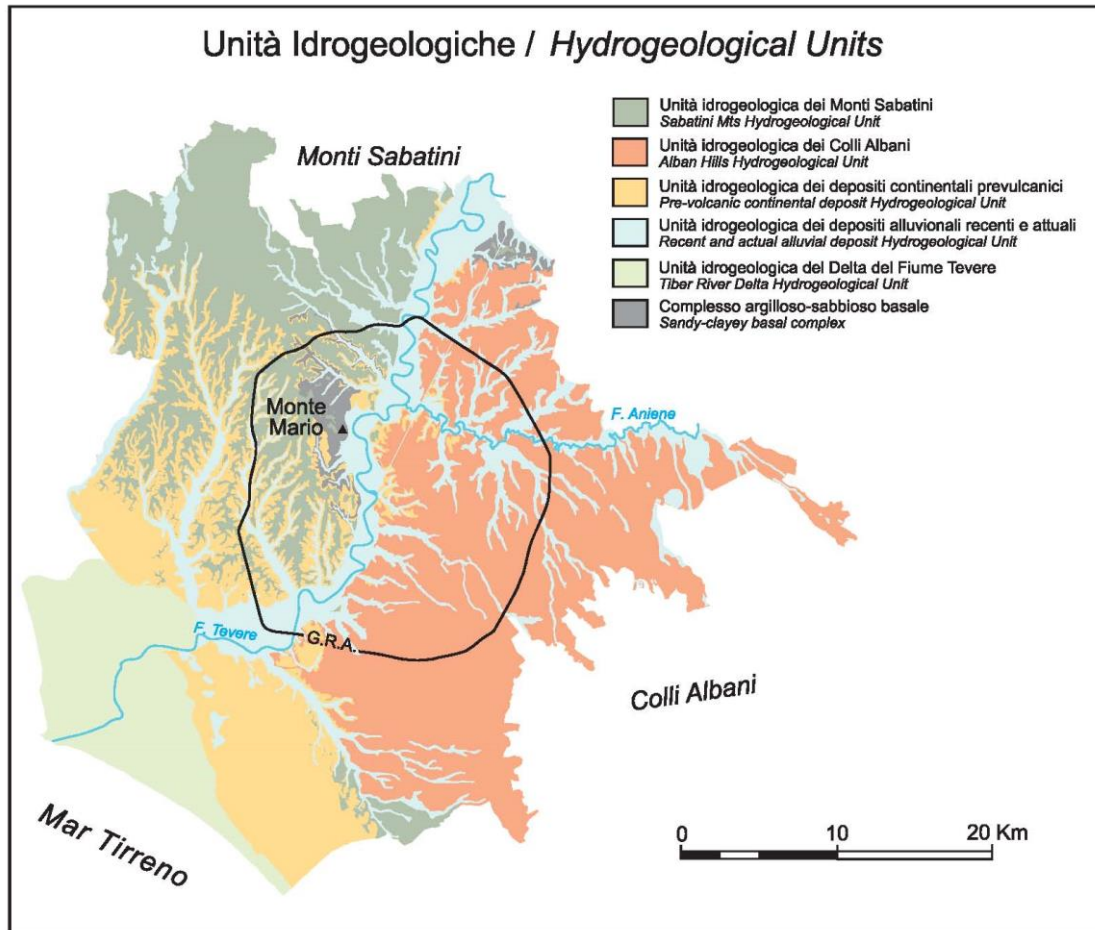 Unità Idrogeologiche / Hydrogeological Units
Unità idrogeologica dei Monti Sabatini
Sabatini Mts Hydrogeological Unit
Unità idrogeologica dei Colli Albani
Alban Hills Hydrogeological Unit
Unità idrogeologica dei depositi continentali prevulcanici
Pre-volcanic continental deposit Hydrogeological Unit
Unità idrogeologica dei depositi alluvionali recenti e attuali
Recent and actual alluvial deposit Hydrogeological Unit
Unità idrogeologica del Delta del Fiume Tevere
Tiber River Delta Hydrogeological Unit
Complesso argilloso-sabbioso basale
Sandy-clayey basal complex
Monti Sabatini
Monte
Mario
F. Aniene
F. Tevere
G.R.A.
Colli Albani
Mar Tirreno
0 10 20 Km